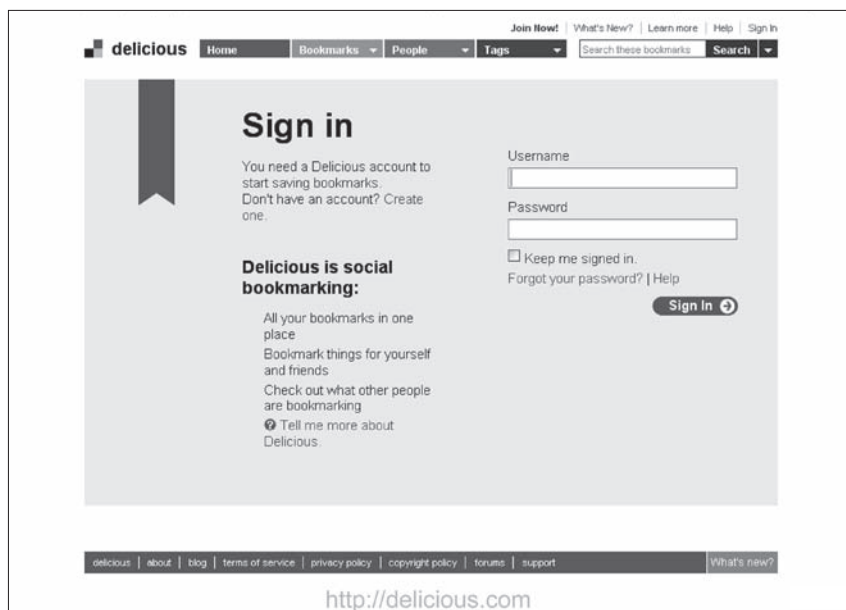 Join Now! | What's New? | Learn more | Help | Sign In
delicious Home Bookmarks People Tags Search these bookmarks Search
Sign in
You need a Delicious account to
start saving bookmarks.
Don't have an account? Create
one.
Delicious is social
bookmarking:
All your bookmarks in one
place
Bookmark things for yourself
and friends
Check out what other people
are bookmarking
Tell me more about
Delicious.
Username
Password
Keep me signed in.
Forgot your password? | Help
Sign In
delicious | about | blog | terms of service | privacy policy | copyright policy | forums | support What's new?
http://delicious.com